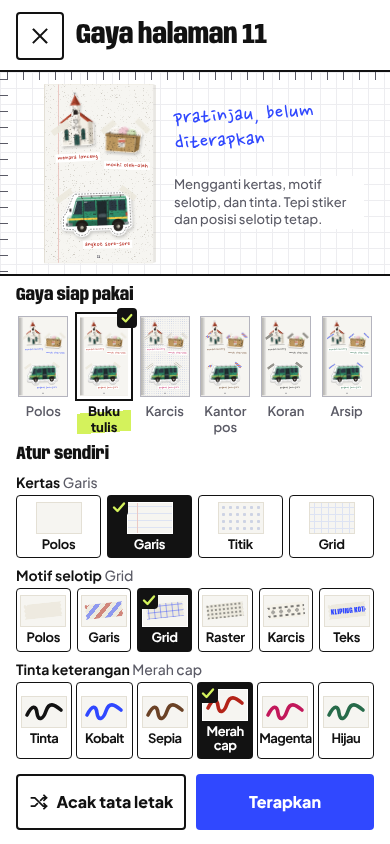 Gaya halaman 11
menara lonceng
mochi oleh-oleh
angkot sore-sore
11
pratinjau, belum
diterapkan
Mengganti kertas, motif
selotip, dan tinta. Tepi stiker
dan posisi selotip tetap.
Gaya siap pakai
Polos
Buku
tulis
Karcis
Kantor
pos
Koran
Arsip
Atur sendiri
Kertas Garis
Polos
Garis
Titik
Grid
Motif selotip Grid
Polos
Garis
Grid
Raster
Karcis
Teks
Tinta keterangan Merah cap
Tinta
Kobalt
Sepia
Merah
cap
Magenta
Hijau
Acak tata letak
Terapkan